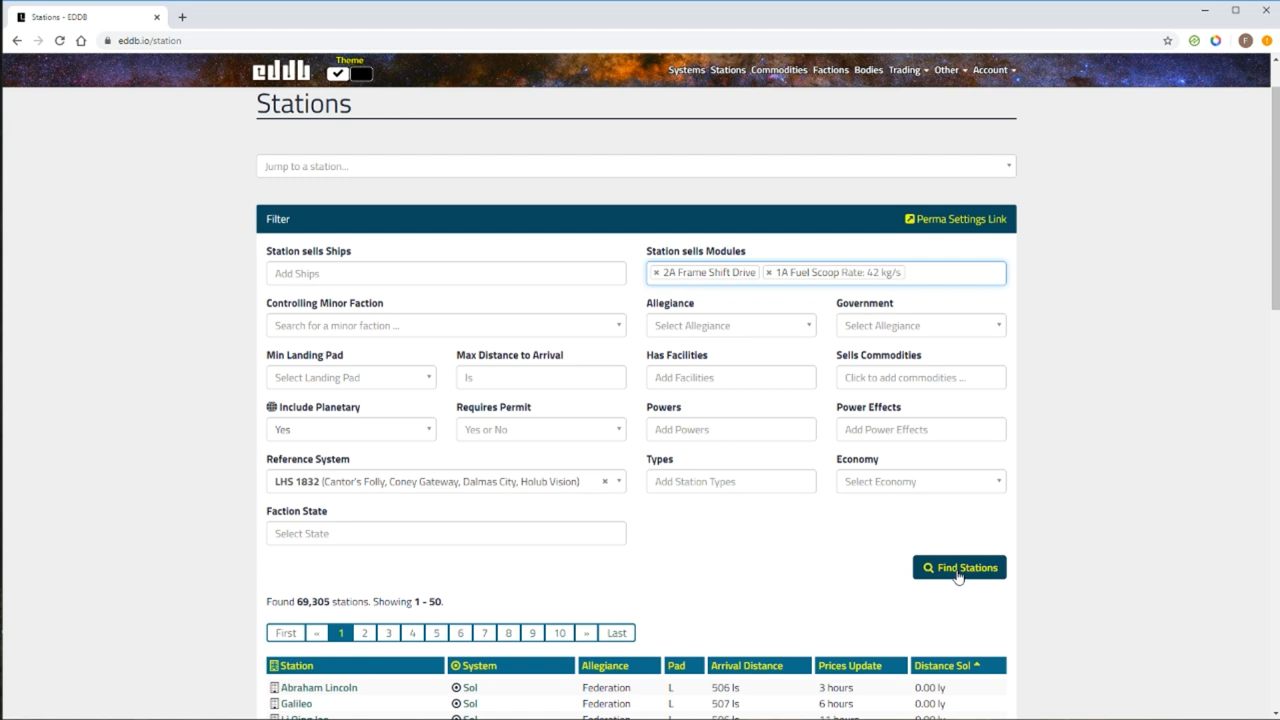 Stations - EDDB
eddb.io/station
F
eddb
Theme
Systems Stations Commodities Factions Bodies Trading Other Account
Stations
Jump to a station...
Filter
Perma Settings Link
Station sells Ships
Station sells Modules
Add Ships
× 2A Frame Shift Drive × 1A Fuel Scoop Rate: 42 kg/s
Controlling Minor Faction
Allegiance
Government
Search for a minor faction ...
Select Allegiance
Select Allegiance
Min Landing Pad
Max Distance to Arrival
Has Facilities
Sells Commodities
Select Landing Pad
ls
Add Facilities
Click to add commodities ...
Include Planetary
Requires Permit
Powers
Power Effects
Yes
Yes or No
Add Powers
Add Power Effects
Reference System
Types
Economy
LHS 1832 (Cantor's Folly, Coney Gateway, Dalmas City, Holub Vision) ×
Add Station Types
Select Economy
Faction State
Select State
Find Stations
Found 69,305 stations. Showing 1 - 50.
First « 1 2 3 4 5 6 7 8 9 10 » Last
Station System Allegiance Pad Arrival Distance Prices Update Distance Sol
Abraham Lincoln Sol Federation L 506 ls 3 hours 0.00 ly
Galileo Sol Federation L 507 ls 6 hours 0.00 ly